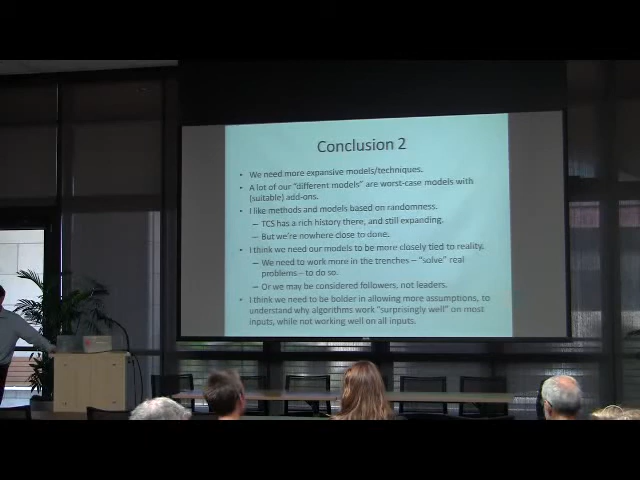 Conclusion 2
• We need more expansive models/techniques.
• A lot of our "different models" are worst-case models with
(suitable) add-ons.
• I like methods and models based on randomness.
– TCS has a rich history there, and still expanding.
– But we're nowhere close to done.
• I think we need our models to be more closely tied to reality.
– We need to work more in the trenches – "solve" real
problems – to do so.
– Or we may be considered followers, not leaders.
• I think we need to be bolder in allowing more assumptions, to
understand why algorithms work "surprisingly well" on most
inputs, while not working well on all inputs.